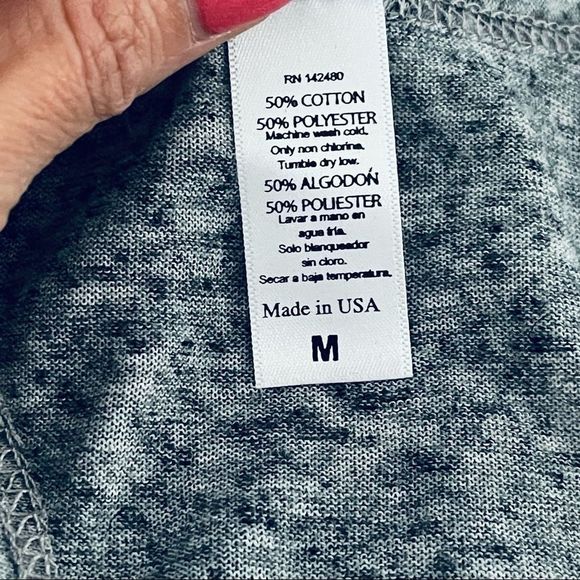 RN 142480
50% COTTON
50% POLYESTER
Machine wash cold.
Only non chlorine.
Tumble dry low.
50% ALGODOŃ
50% POLIESTER
Lavar a mano en
agua fría.
Solo blanqueador
sin cloro.
Secar a baja temperatura.
Made in USA
M